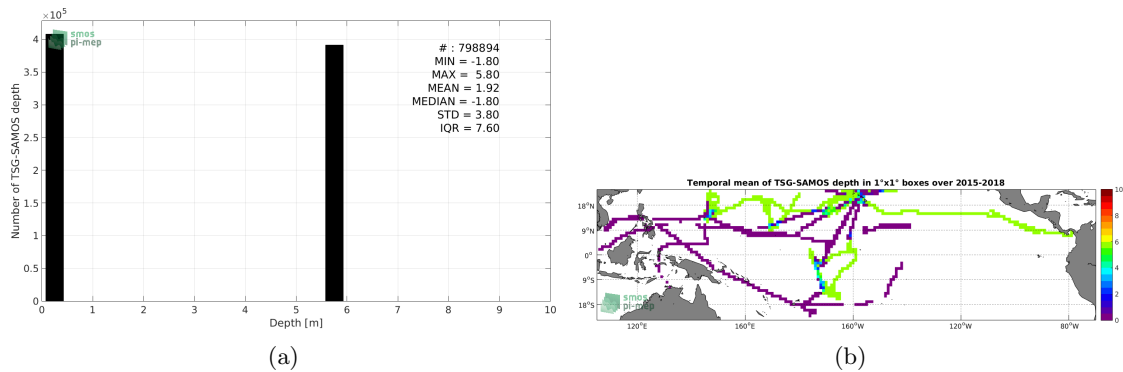 ×10⁵
smos
pi-mep
# : 798894
MIN = -1.80
MAX = 5.80
MEAN = 1.92
MEDIAN = -1.80
STD = 3.80
IQR = 7.60
Number of TSG-SAMOS depth
4
3.5
3
2.5
2
1.5
1
0.5
0
0 1 2 3 4 5 6 7 8 9 10
Depth [m]
(a)
Temporal mean of TSG-SAMOS depth in 1°x1° boxes over 2015-2018
18°N
9°N
0°
9°S
18°S
smos
pi-mep
120°E 160°E 160°W 120°W 80°W
10
8
6
4
2
0
(b)